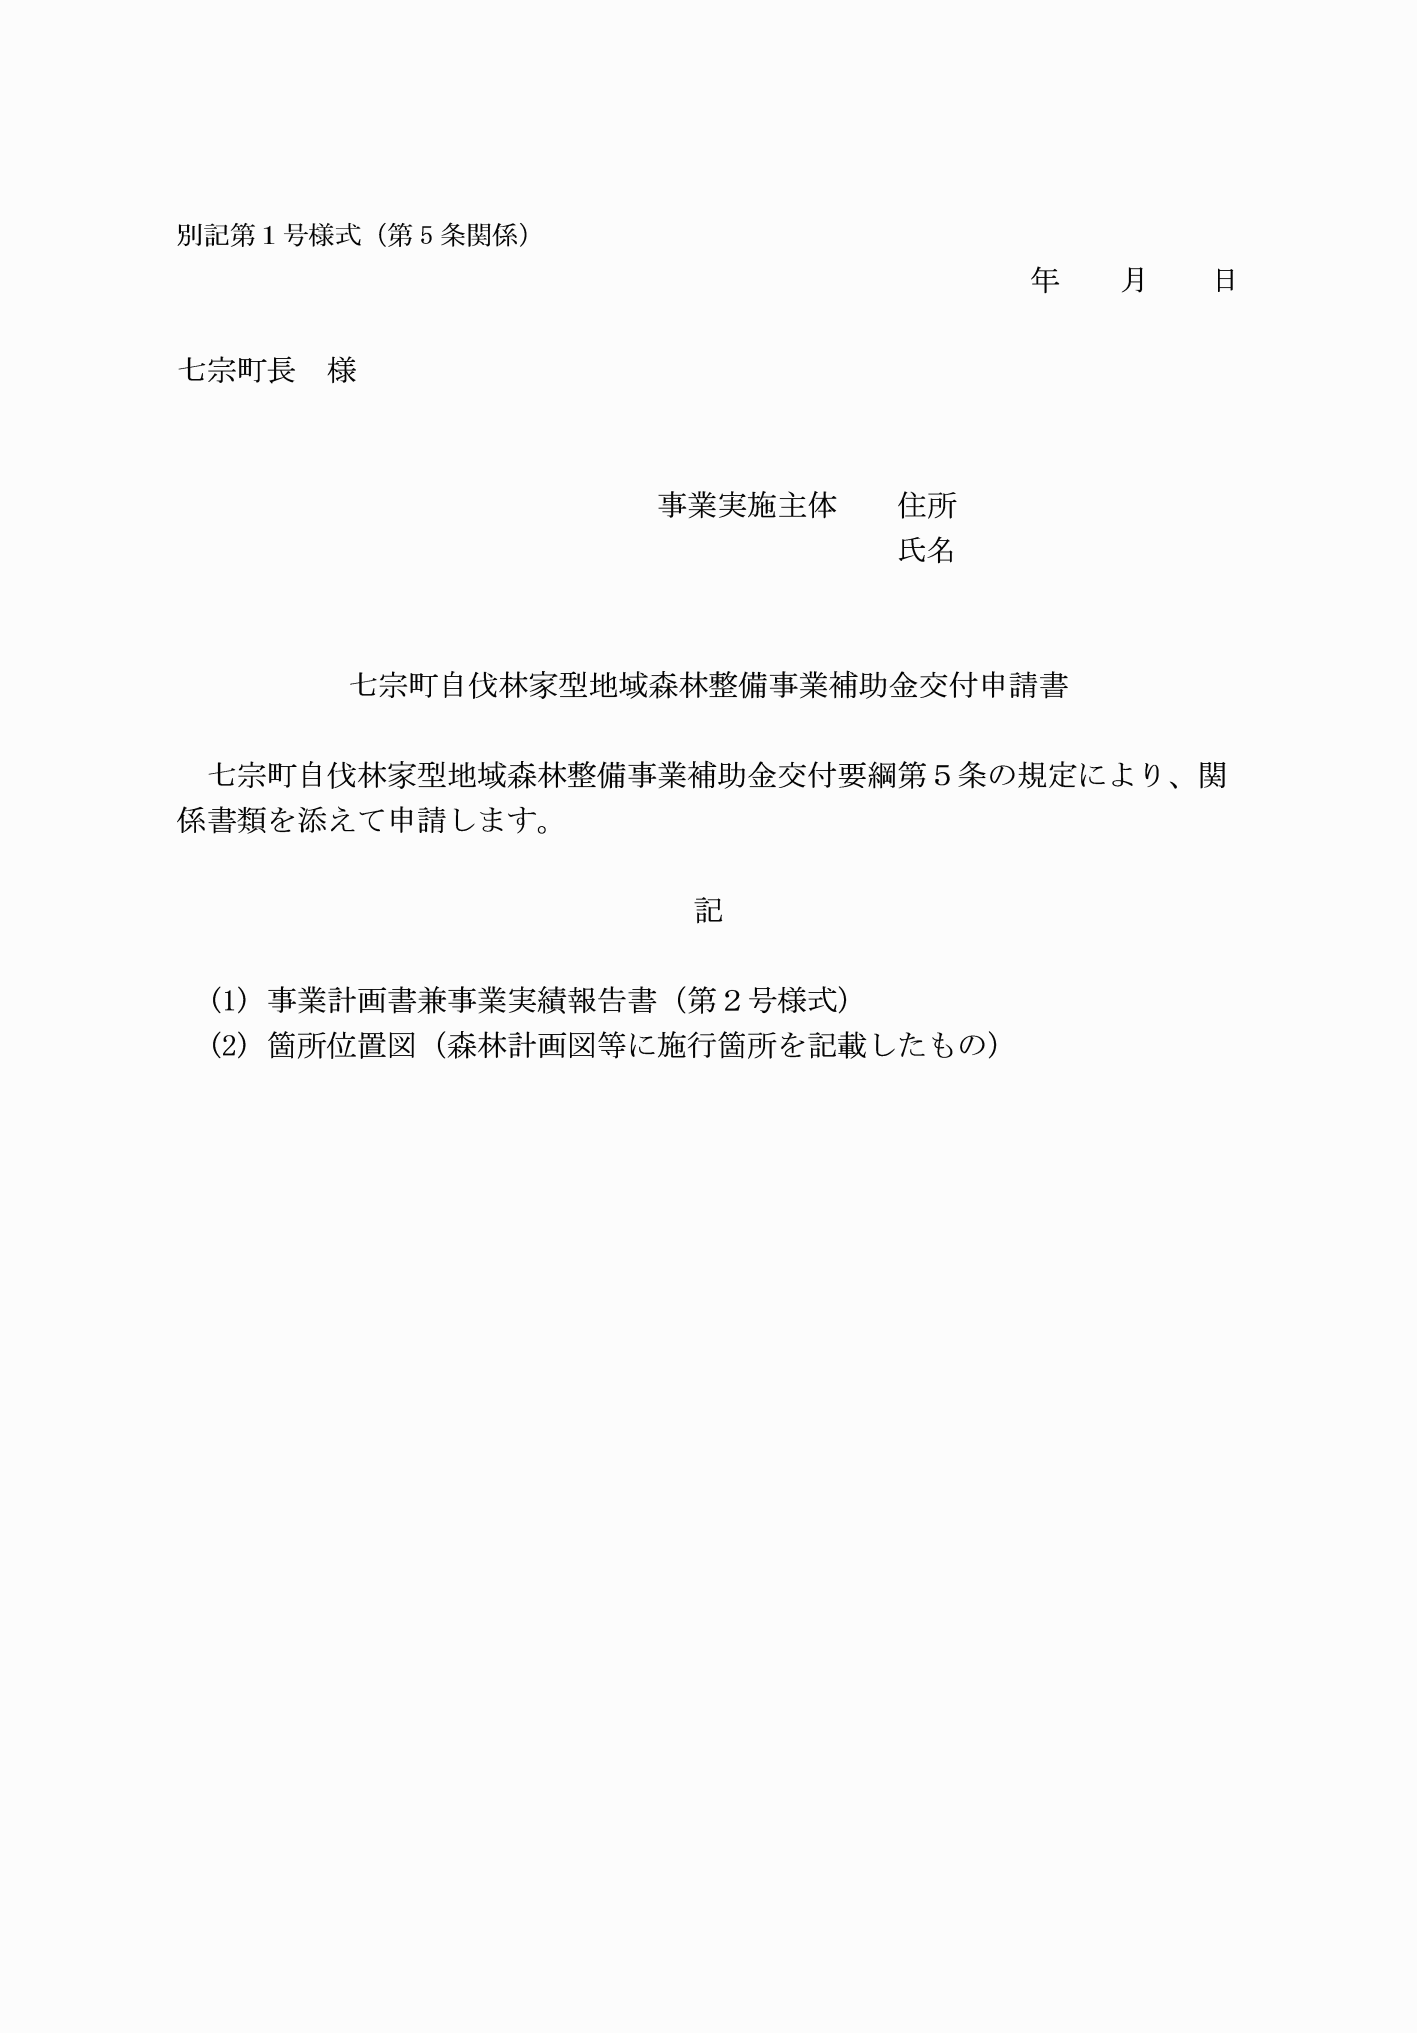 別記第１号様式（第５条関係）
年　　月　　日
七宗町長　様
事業実施主体　　住所
氏名
七宗町自伐林家型地域森林整備事業補助金交付申請書
七宗町自伐林家型地域森林整備事業補助金交付要綱第５条の規定により、関
係書類を添えて申請します。
記
（1）事業計画書兼事業実績報告書（第２号様式）
（2）箇所位置図（森林計画図等に施行箇所を記載したもの）